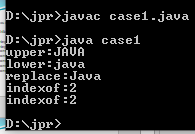 D:\jpr>javac case1.java
D:\jpr>java case1
upper:JAVA
lower:java
replace:Java
indexof:2
indexof:2
D:\jpr>